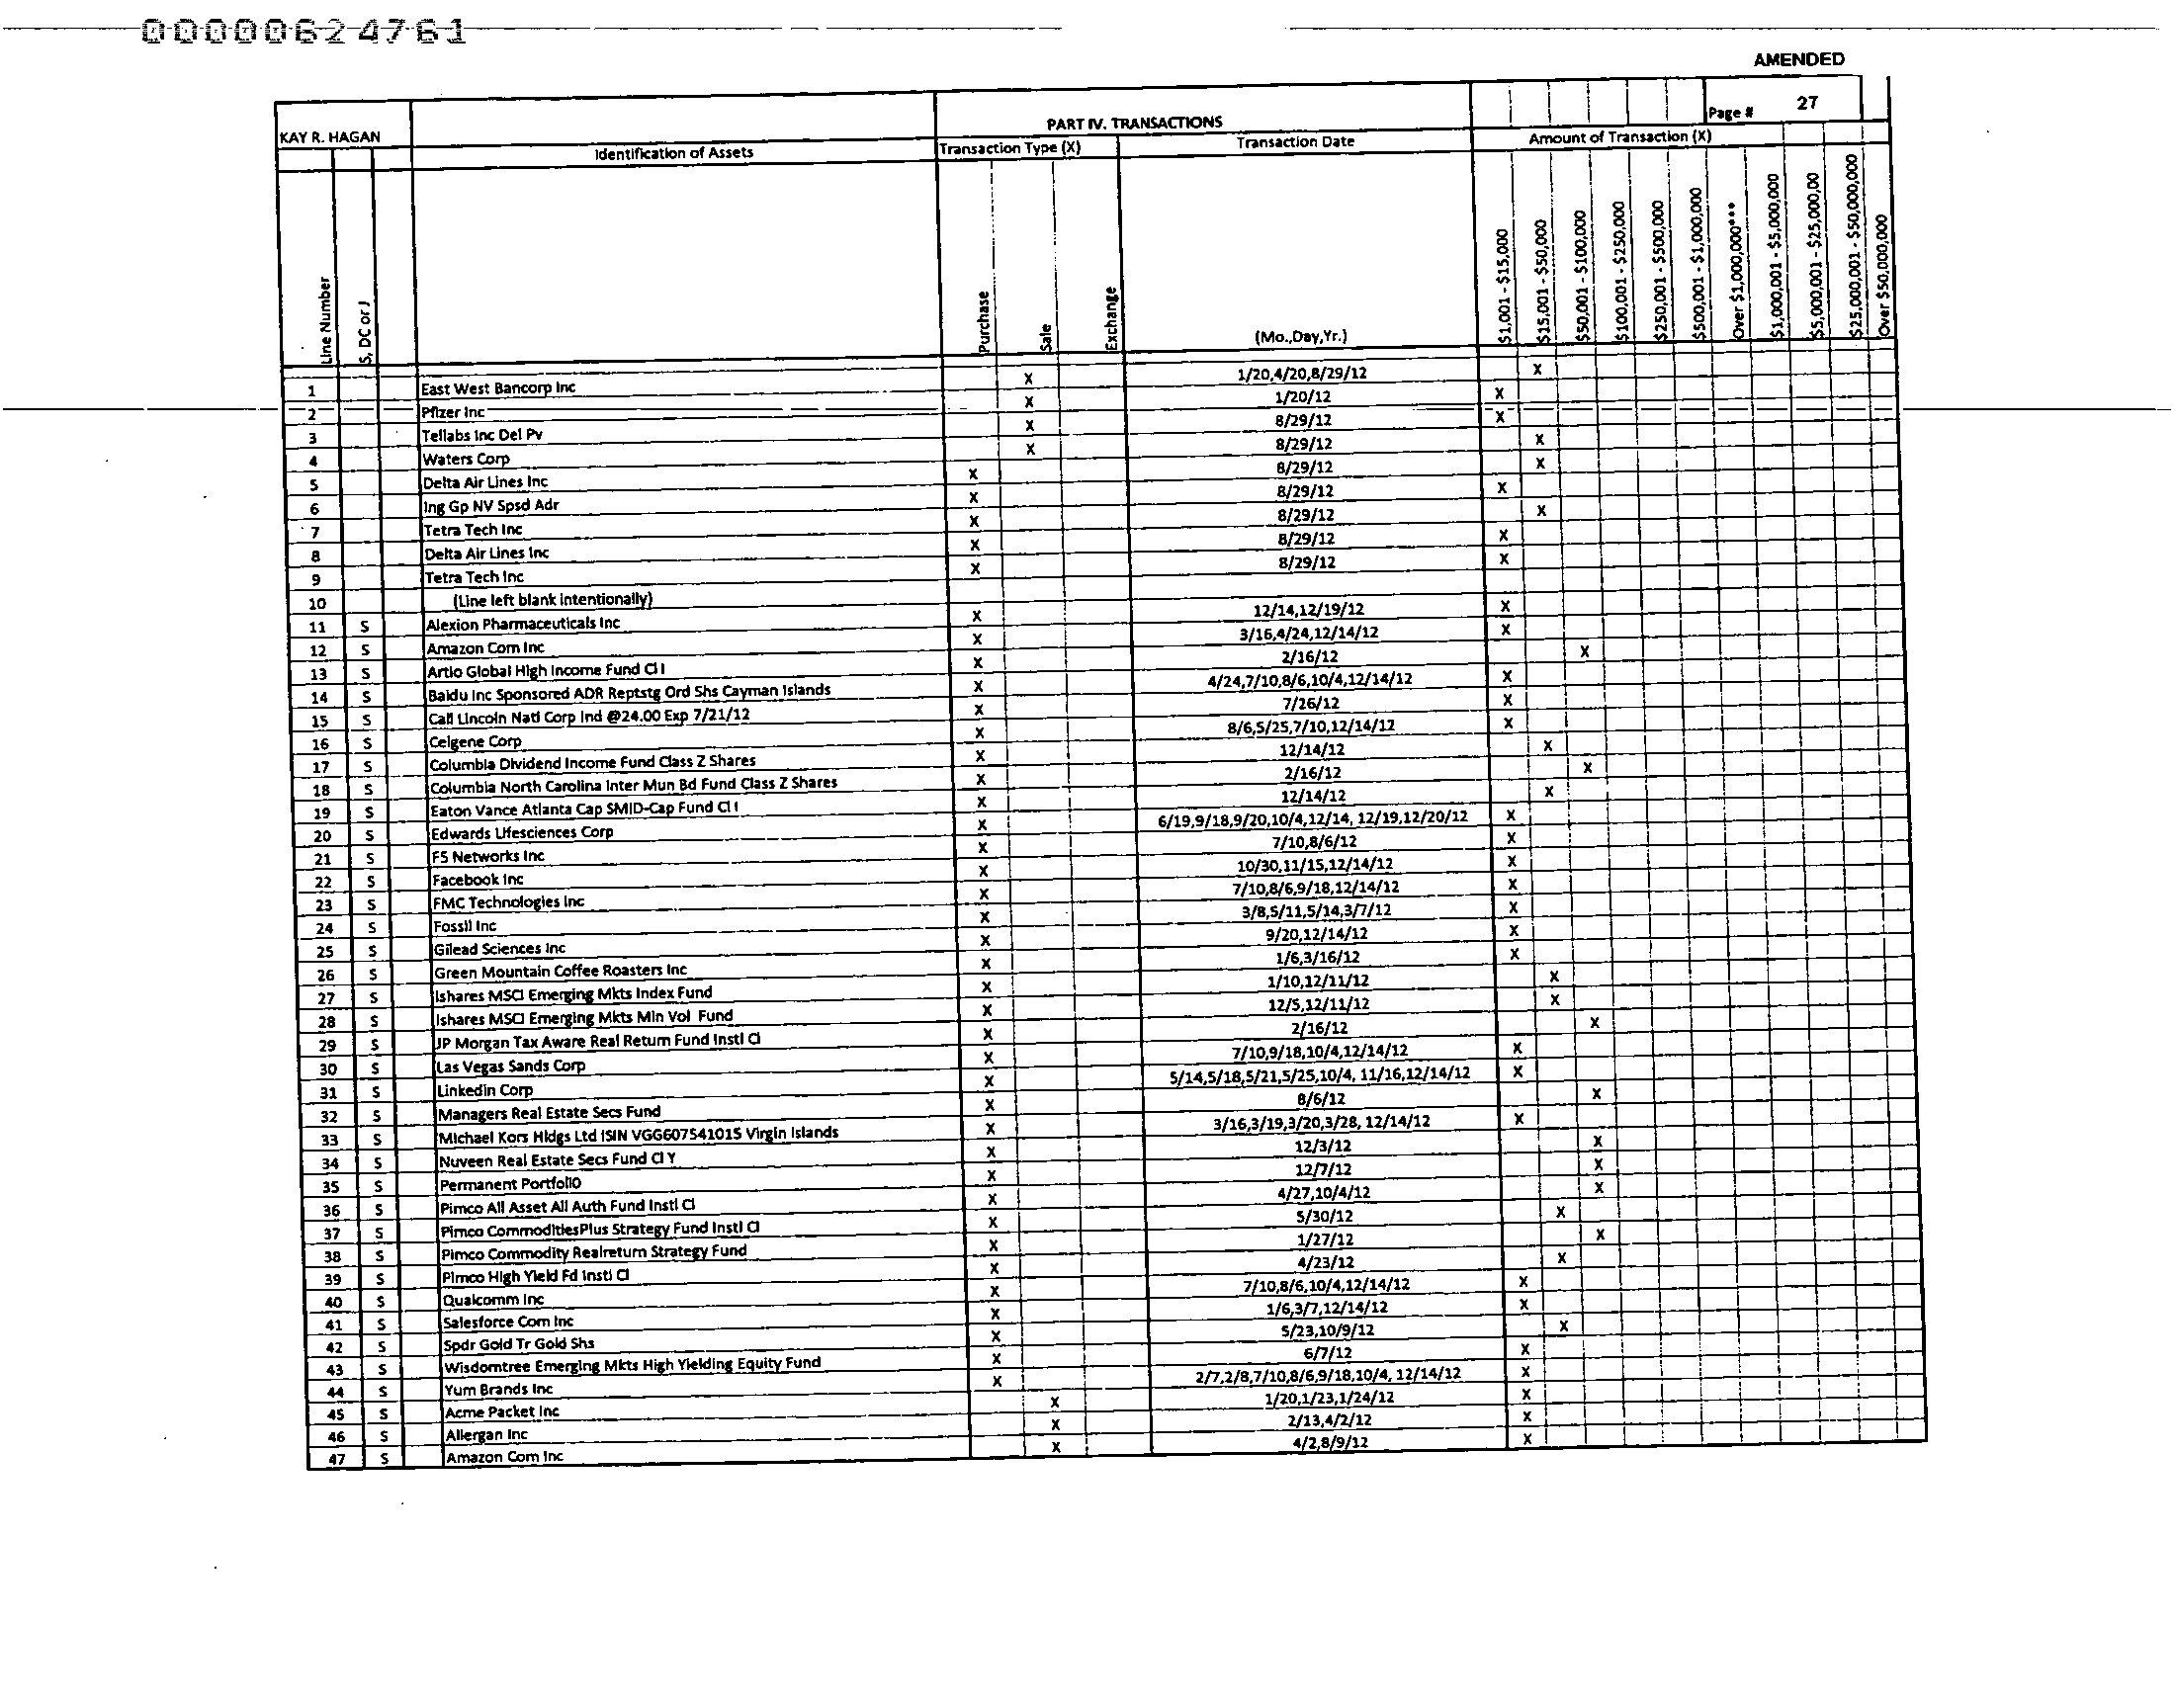 00000624761
AMENDED
KAY R. HAGAN PART IV. TRANSACTIONS Page # 27
Identification of Assets Transaction Type (X) Transaction Date Amount of Transaction (X)
Line Number S, DC or J Purchase Sale Exchange (Mo.,Day,Yr.) $1,001 - $15,000 $15,001 - $50,000 $50,001 - $100,000 $100,001 - $250,000 $250,001 - $500,000 $500,001 - $1,000,000 Over $1,000,000**** $1,000,001 - $5,000,000 $5,000,001 - $25,000,00 $25,000,001 - $50,000,000 Over $50,000,000
1 East West Bancorp Inc X 1/20,4/20,8/29/12 X
2 Pfizer Inc X 1/20/12 X
3 Tellabs Inc Del Pv X 8/29/12 X
4 Waters Corp X 8/29/12 X
5 Delta Air Lines Inc X 8/29/12 X
6 Ing Gp NV Spsd Adr X 8/29/12 X
7 Tetra Tech Inc X 8/29/12 X
8 Delta Air Lines Inc X 8/29/12 X
9 Tetra Tech Inc X 8/29/12 X
10 (Line left blank intentionally)
11 S Alexion Pharmaceuticals Inc X 12/14,12/19/12 X
12 S Amazon Com Inc X 3/16,4/24,12/14/12 X
13 S Artio Global High Income Fund Cl I X 2/16/12 X
14 S Baidu Inc Sponsored ADR Reptstg Ord Shs Cayman Islands X 4/24,7/10,8/6,10/4,12/14/12 X
15 S Call Lincoln Natl Corp Ind @24.00 Exp 7/21/12 X 7/26/12 X
16 S Celgene Corp X 8/6,5/25,7/10,12/14/12 X
17 S Columbia Dividend Income Fund Class Z Shares X 12/14/12 X
18 S Columbia North Carolina Inter Mun Bd Fund Class Z Shares X 2/16/12 X
19 S Eaton Vance Atlanta Cap SMID-Cap Fund Cl I X 12/14/12 X
20 S Edwards Lifesciences Corp X 6/19,9/18,9/20,10/4,12/14, 12/19,12/20/12 X
21 S F5 Networks Inc X 7/10,8/6/12 X
22 S Facebook Inc X 10/30,11/15,12/14/12 X
23 S FMC Technologies Inc X 7/10,8/6,9/18,12/14/12 X
24 S Fossil Inc X 3/8,5/11,5/14,3/7/12 X
25 S Gilead Sciences Inc X 9/20,12/14/12 X
26 S Green Mountain Coffee Roasters Inc X 1/6,3/16/12 X
27 S Ishares MSCI Emerging Mkts Index Fund X 1/10,12/11/12 X
28 S Ishares MSCI Emerging Mkts Min Vol Fund X 12/5,12/11/12 X
29 S JP Morgan Tax Aware Real Return Fund Instl Cl X 2/16/12 X
30 S Las Vegas Sands Corp X 7/10,9/18,10/4,12/14/12 X
31 S Linkedin Corp X 5/14,5/18,5/21,5/25,10/4, 11/16,12/14/12 X
32 S Managers Real Estate Secs Fund X 8/6/12 X
33 S Michael Kors Hldgs Ltd ISIN VGG607541015 Virgin Islands X 3/16,3/19,3/20,3/28, 12/14/12 X
34 S Nuveen Real Estate Secs Fund Cl Y X 12/3/12 X
35 S Permanent Portfolio X 12/7/12 X
36 S Pimco All Asset All Auth Fund Instl Cl X 4/27,10/4/12 X
37 S Pimco CommoditiesPlus Strategy Fund Instl Cl X 5/30/12 X
38 S Pimco Commodity Realreturn Strategy Fund X 1/27/12 X
39 S Pimco High Yield Fd Instl Cl X 4/23/12 X
40 S Qualcomm Inc X 7/10,8/6,10/4,12/14/12 X
41 S Salesforce Com Inc X 1/6,3/7,12/14/12 X
42 S Spdr Gold Tr Gold Shs X 5/23,10/9/12 X
43 S Wisdomtree Emerging Mkts High Yielding Equity Fund X 6/7/12 X
44 S Yum Brands Inc X 2/7,2/8,7/10,8/6,9/18,10/4, 12/14/12 X
45 S Acme Packet Inc X 1/20,1/23,1/24/12 X
46 S Allergan Inc X 2/13,4/2/12 X
47 S Amazon Com Inc X 4/2,8/9/12 X